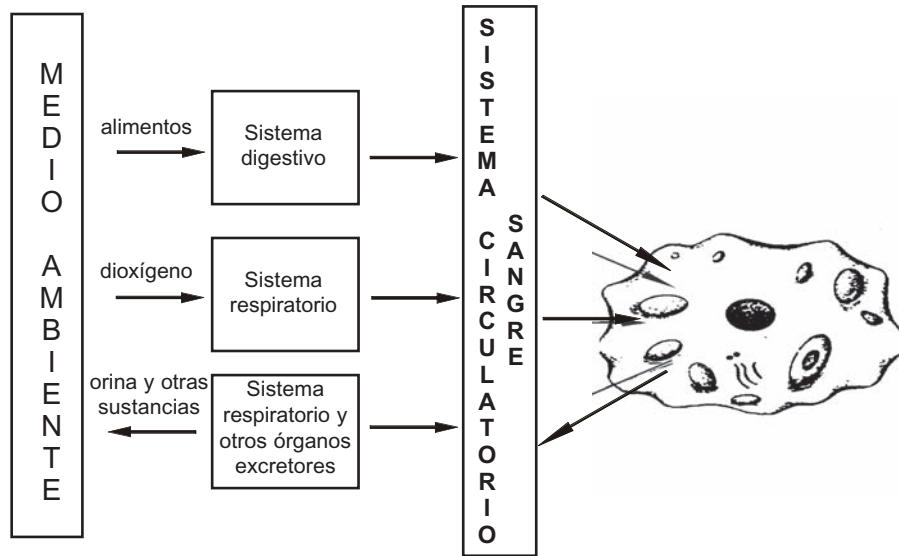 MEDIO AMBIENTE
alimentos
Sistema
digestivo
dioxígeno
Sistema
respiratorio
orina y otras
sustancias
Sistema
respiratorio y
otros órganos
excretores
SISTEMA CIRCULATORIO
SANGRE